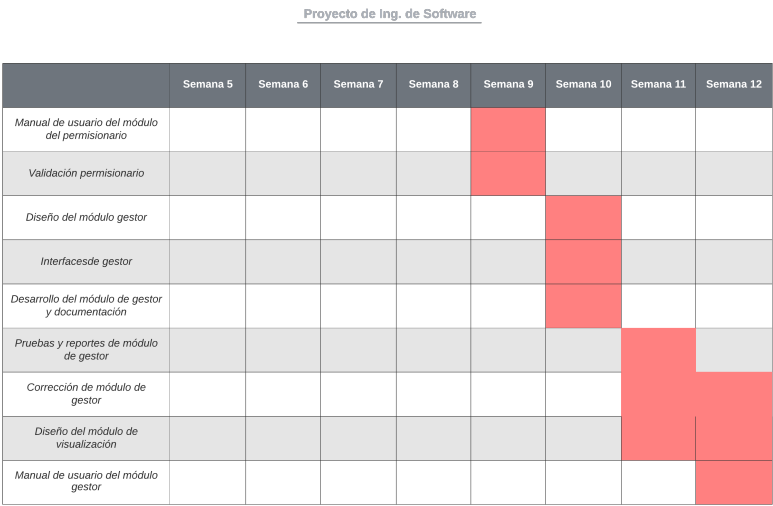 Proyecto de Ing. de Software
Semana 5 Semana 6 Semana 7 Semana 8 Semana 9 Semana 10 Semana 11 Semana 12
Manual de usuario del módulo
del permisionario
Validación permisionario
Diseño del módulo gestor
Interfacesde gestor
Desarrollo del módulo de gestor
y documentación
Pruebas y reportes de módulo
de gestor
Corrección de módulo de
gestor
Diseño del módulo de
visualización
Manual de usuario del módulo
gestor